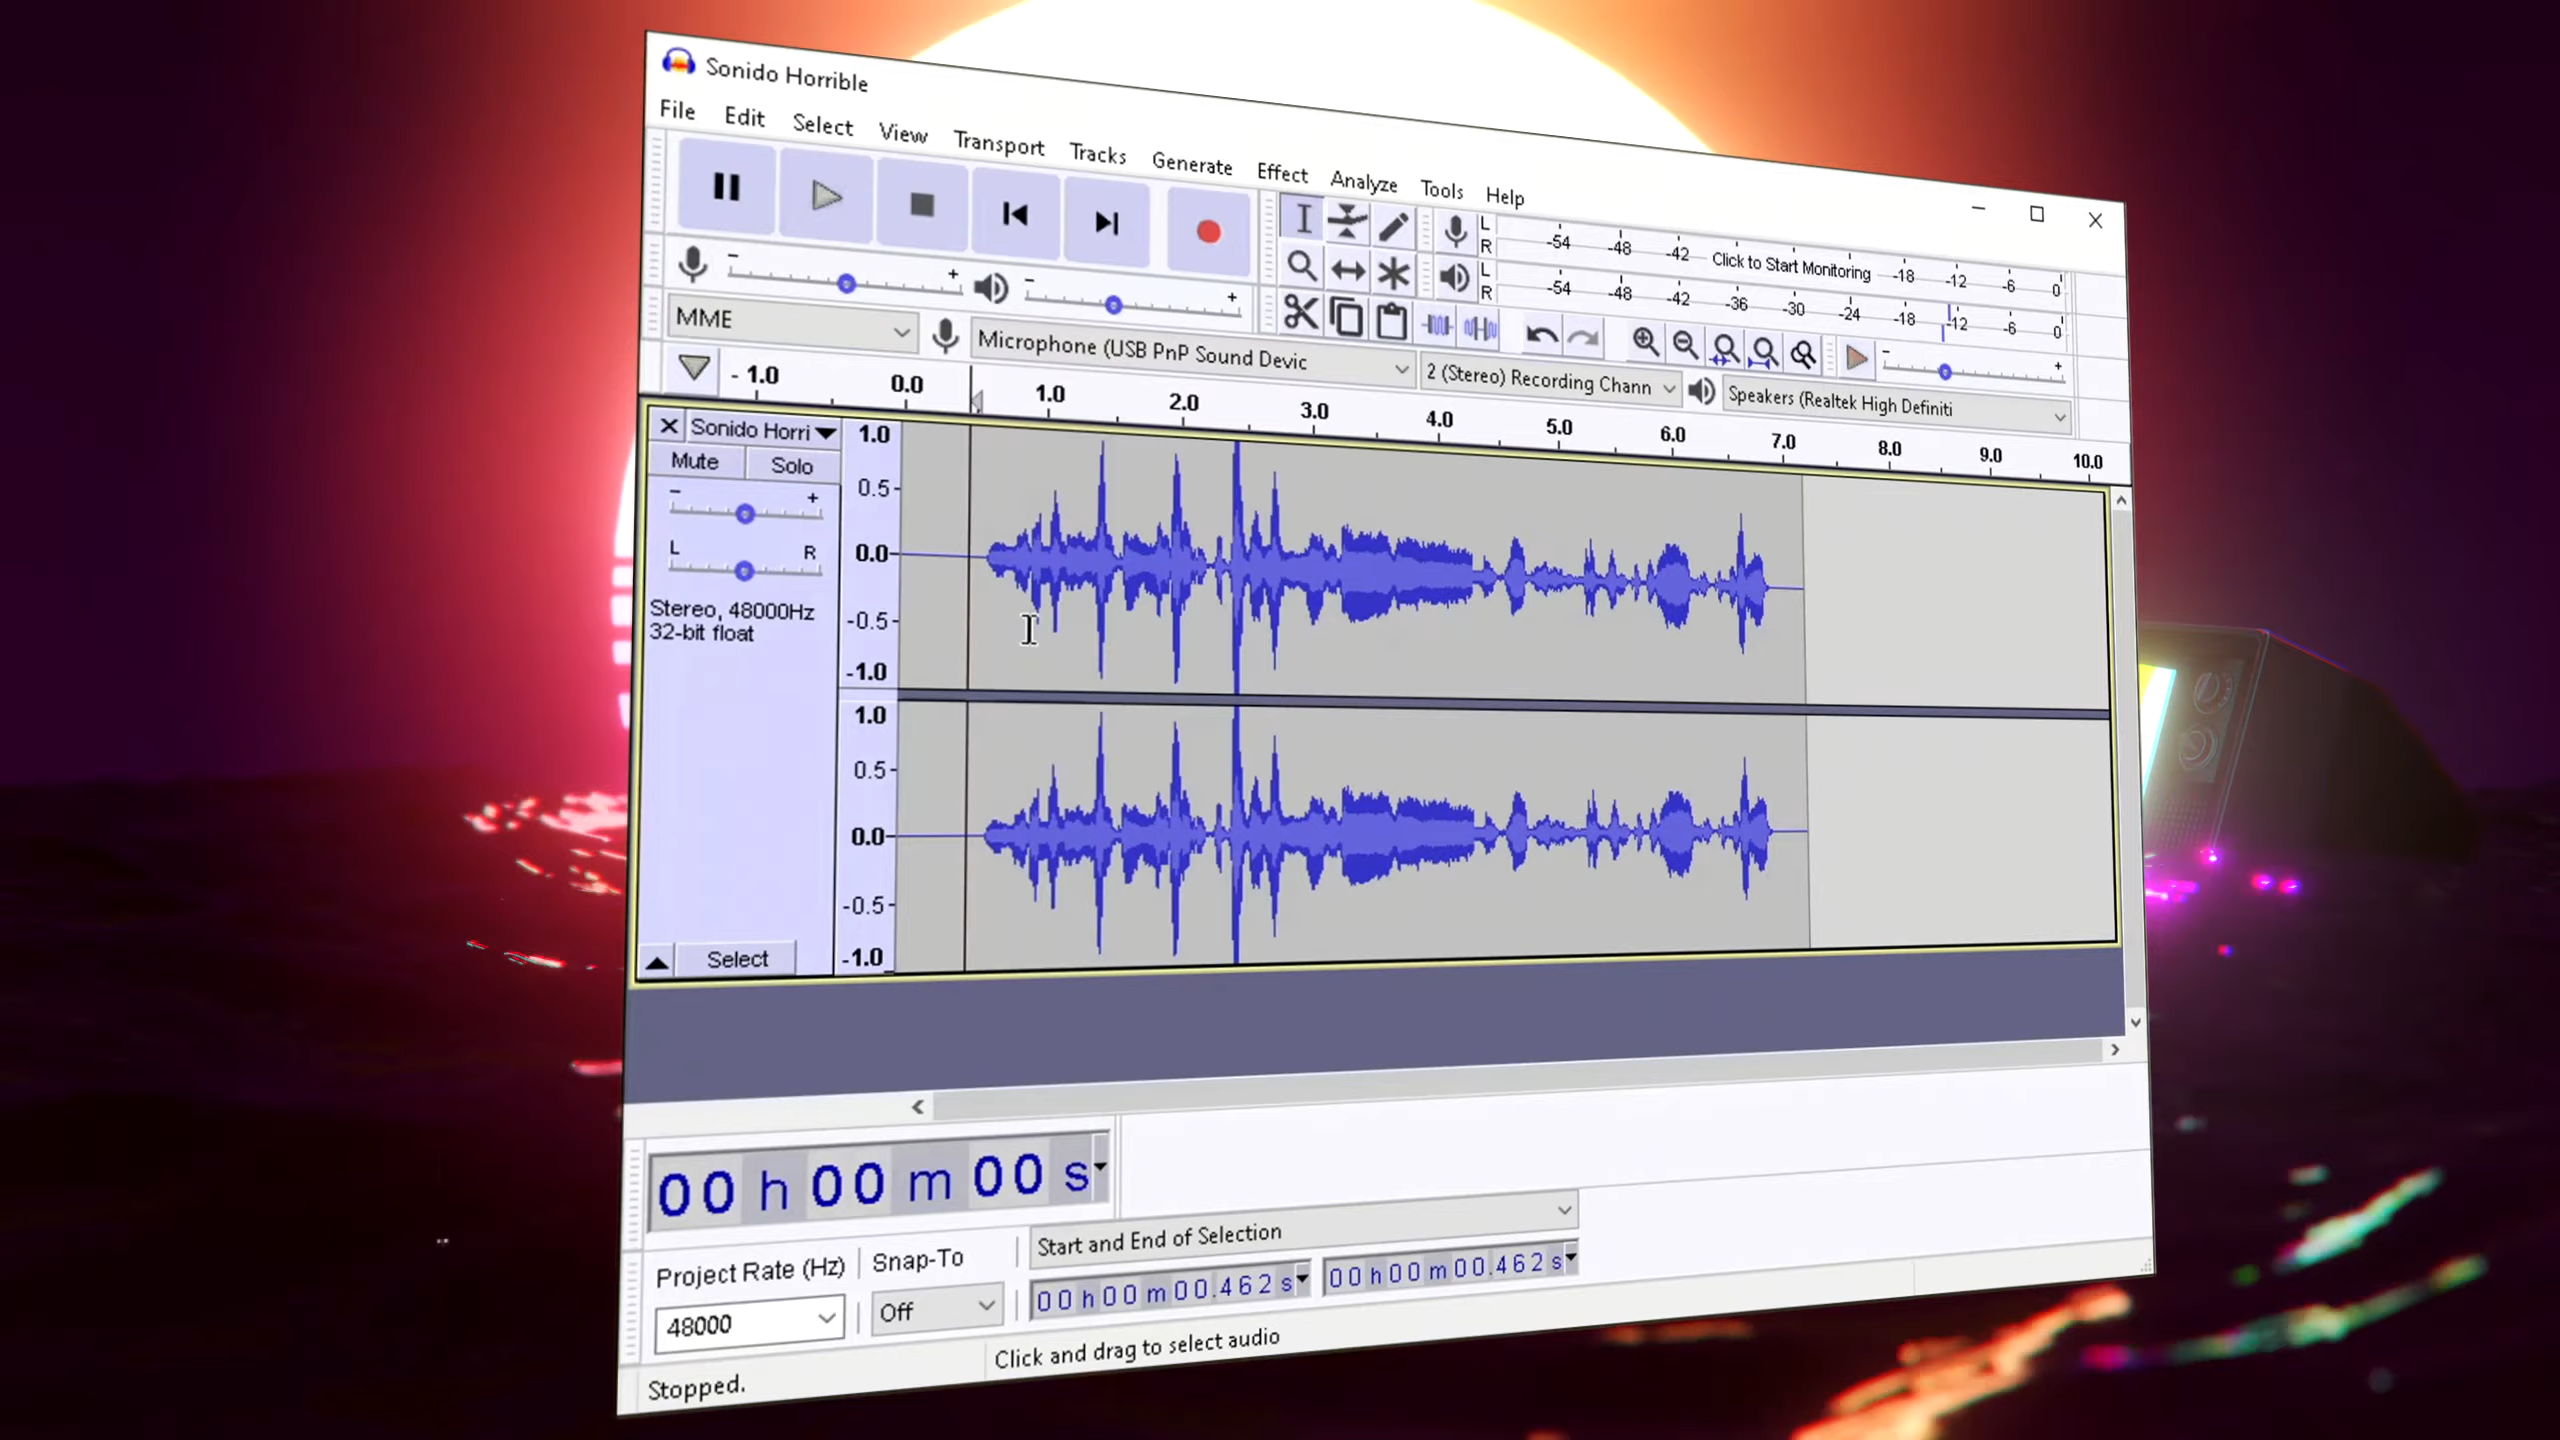 Sonido Horrible
File Edit Select View Transport Tracks Generate Effect Analyze Tools Help
L
R
-54 -48 -42 Click to Start Monitoring -18 -12 -6 0
L
R
-54 -48 -42 -36 -30 -24 -18 -12 -6 0
MME
Microphone (USB PnP Sound Devic
2 (Stereo) Recording Chann
Speakers (Realtek High Definiti
- 1.0 0.0 1.0 2.0 3.0 4.0 5.0 6.0 7.0 8.0 9.0 10.0
Sonido Horri
Mute Solo
- +
L R
Stereo, 48000Hz
32-bit float
Select
1.0
0.5-
0.0-
-0.5-
-1.0
1.0
0.5-
0.0-
-0.5-
-1.0
00 h 00 m 00 s
Project Rate (Hz)
Snap-To
Start and End of Selection
48000
Off
00 h 00 m 00.462 s
00 h 00 m 00.462 s
Stopped.
Click and drag to select audio